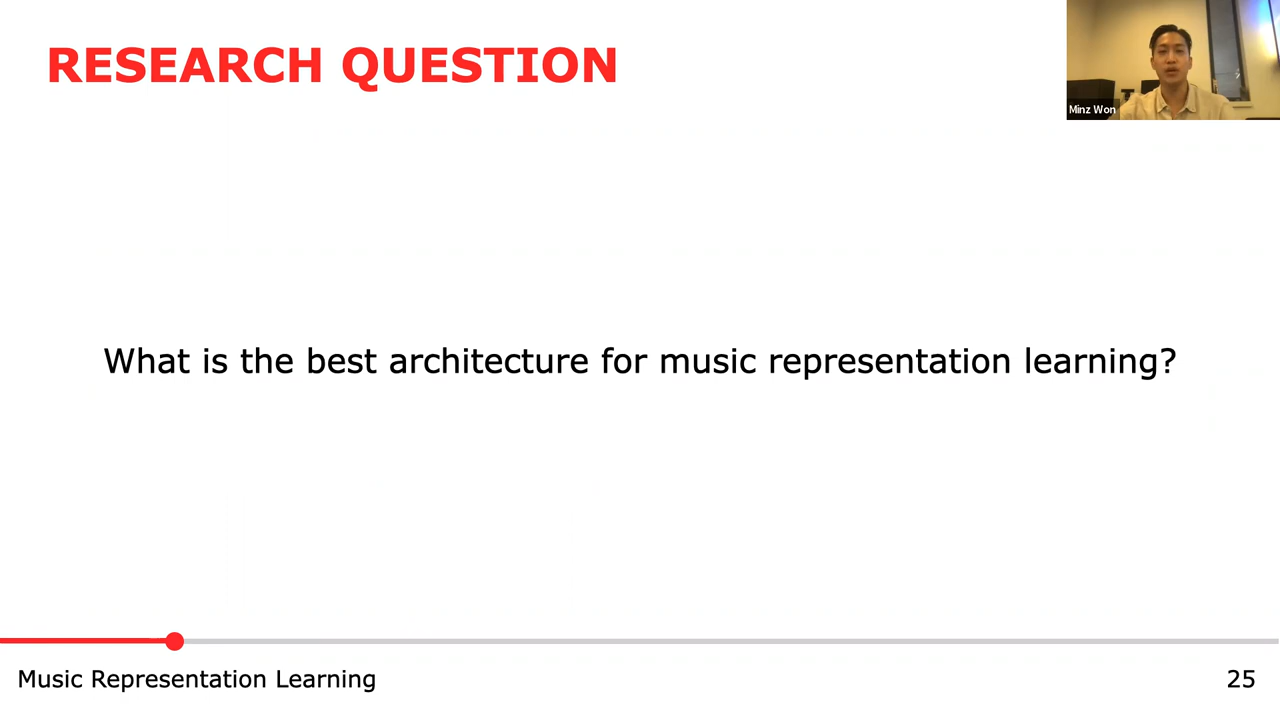 RESEARCH QUESTION
Minz Won
What is the best architecture for music representation learning?
Music Representation Learning
25